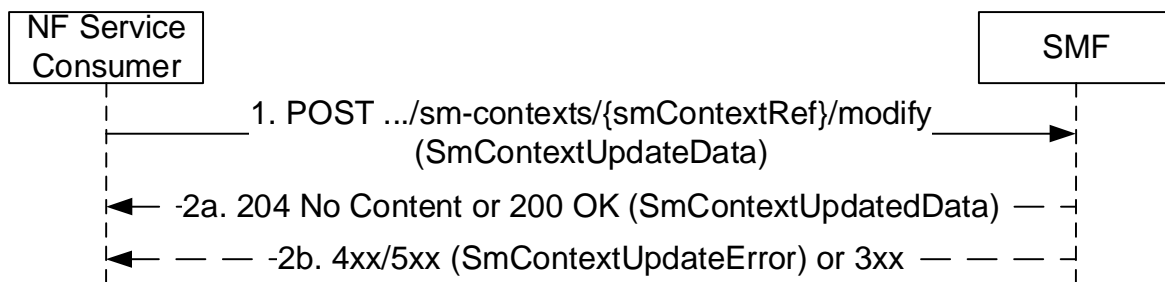 NF Service
Consumer
SMF
1. POST .../sm-contexts/{smContextRef}/modify
(SmContextUpdateData)
2a. 204 No Content or 200 OK (SmContextUpdatedData)
2b. 4xx/5xx (SmContextUpdateError) or 3xx